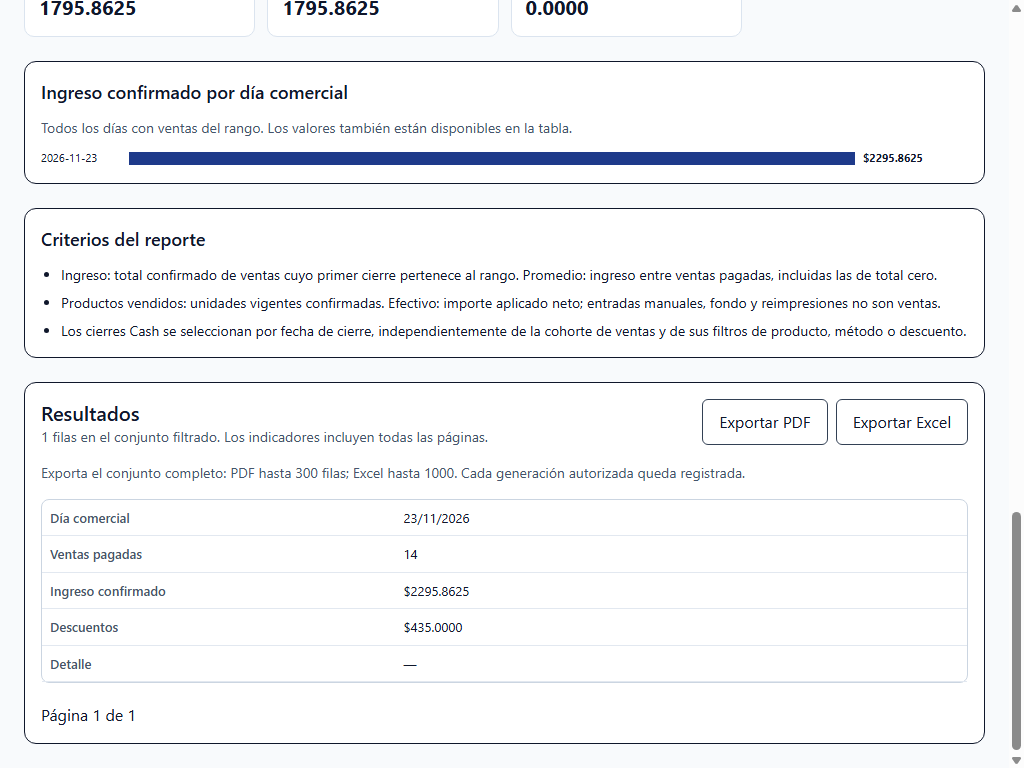 1795.8625 1795.8625 0.0000
Ingreso confirmado por día comercial
Todos los días con ventas del rango. Los valores también están disponibles en la tabla.
2026-11-23 $2295.8625
Criterios del reporte
• Ingreso: total confirmado de ventas cuyo primer cierre pertenece al rango. Promedio: ingreso entre ventas pagadas, incluidas las de total cero.
• Productos vendidos: unidades vigentes confirmadas. Efectivo: importe aplicado neto; entradas manuales, fondo y reimpresiones no son ventas.
• Los cierres Cash se seleccionan por fecha de cierre, independientemente de la cohorte de ventas y de sus filtros de producto, método o descuento.
Resultados
1 filas en el conjunto filtrado. Los indicadores incluyen todas las páginas.
Exportar PDF Exportar Excel
Exporta el conjunto completo: PDF hasta 300 filas; Excel hasta 1000. Cada generación autorizada queda registrada.
Día comercial 23/11/2026
Ventas pagadas 14
Ingreso confirmado $2295.8625
Descuentos $435.0000
Detalle —
Página 1 de 1